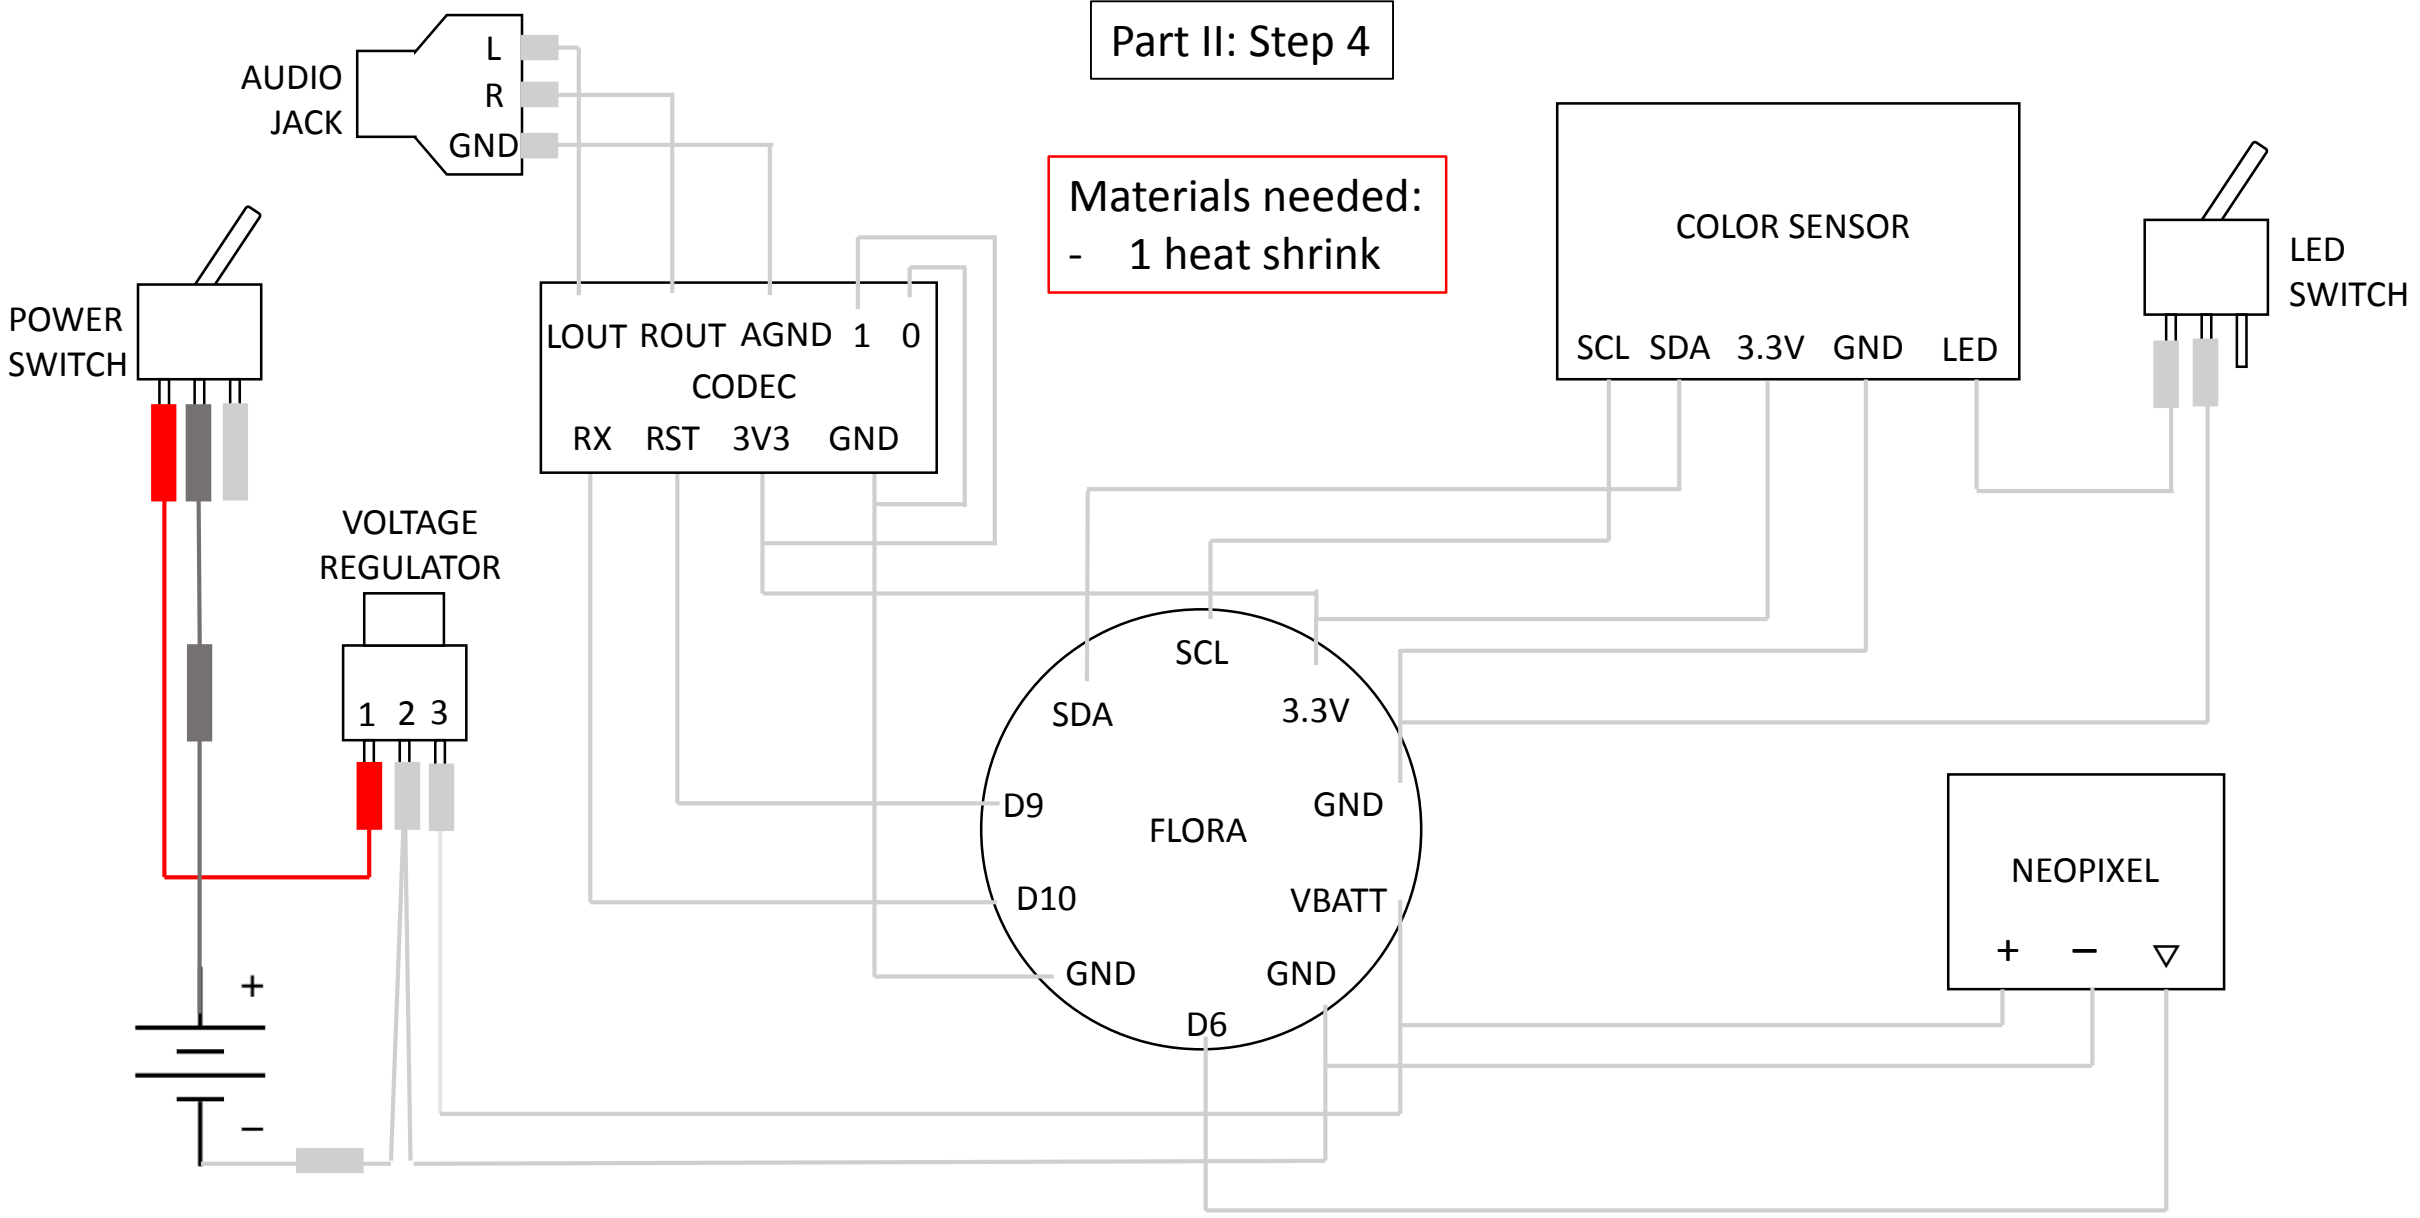 Part II: Step 4
AUDIO
JACK
L
R
GND
Materials needed:
- 1 heat shrink
COLOR SENSOR
SCL SDA 3.3V GND LED
LED
SWITCH
POWER
SWITCH
LOUT ROUT AGND 1 0
CODEC
RX RST 3V3 GND
VOLTAGE
REGULATOR
1 2 3
SCL
SDA 3.3V
D9 GND
FLORA
D10 VBATT
GND GND
D6
NEOPIXEL
+ −
+
−